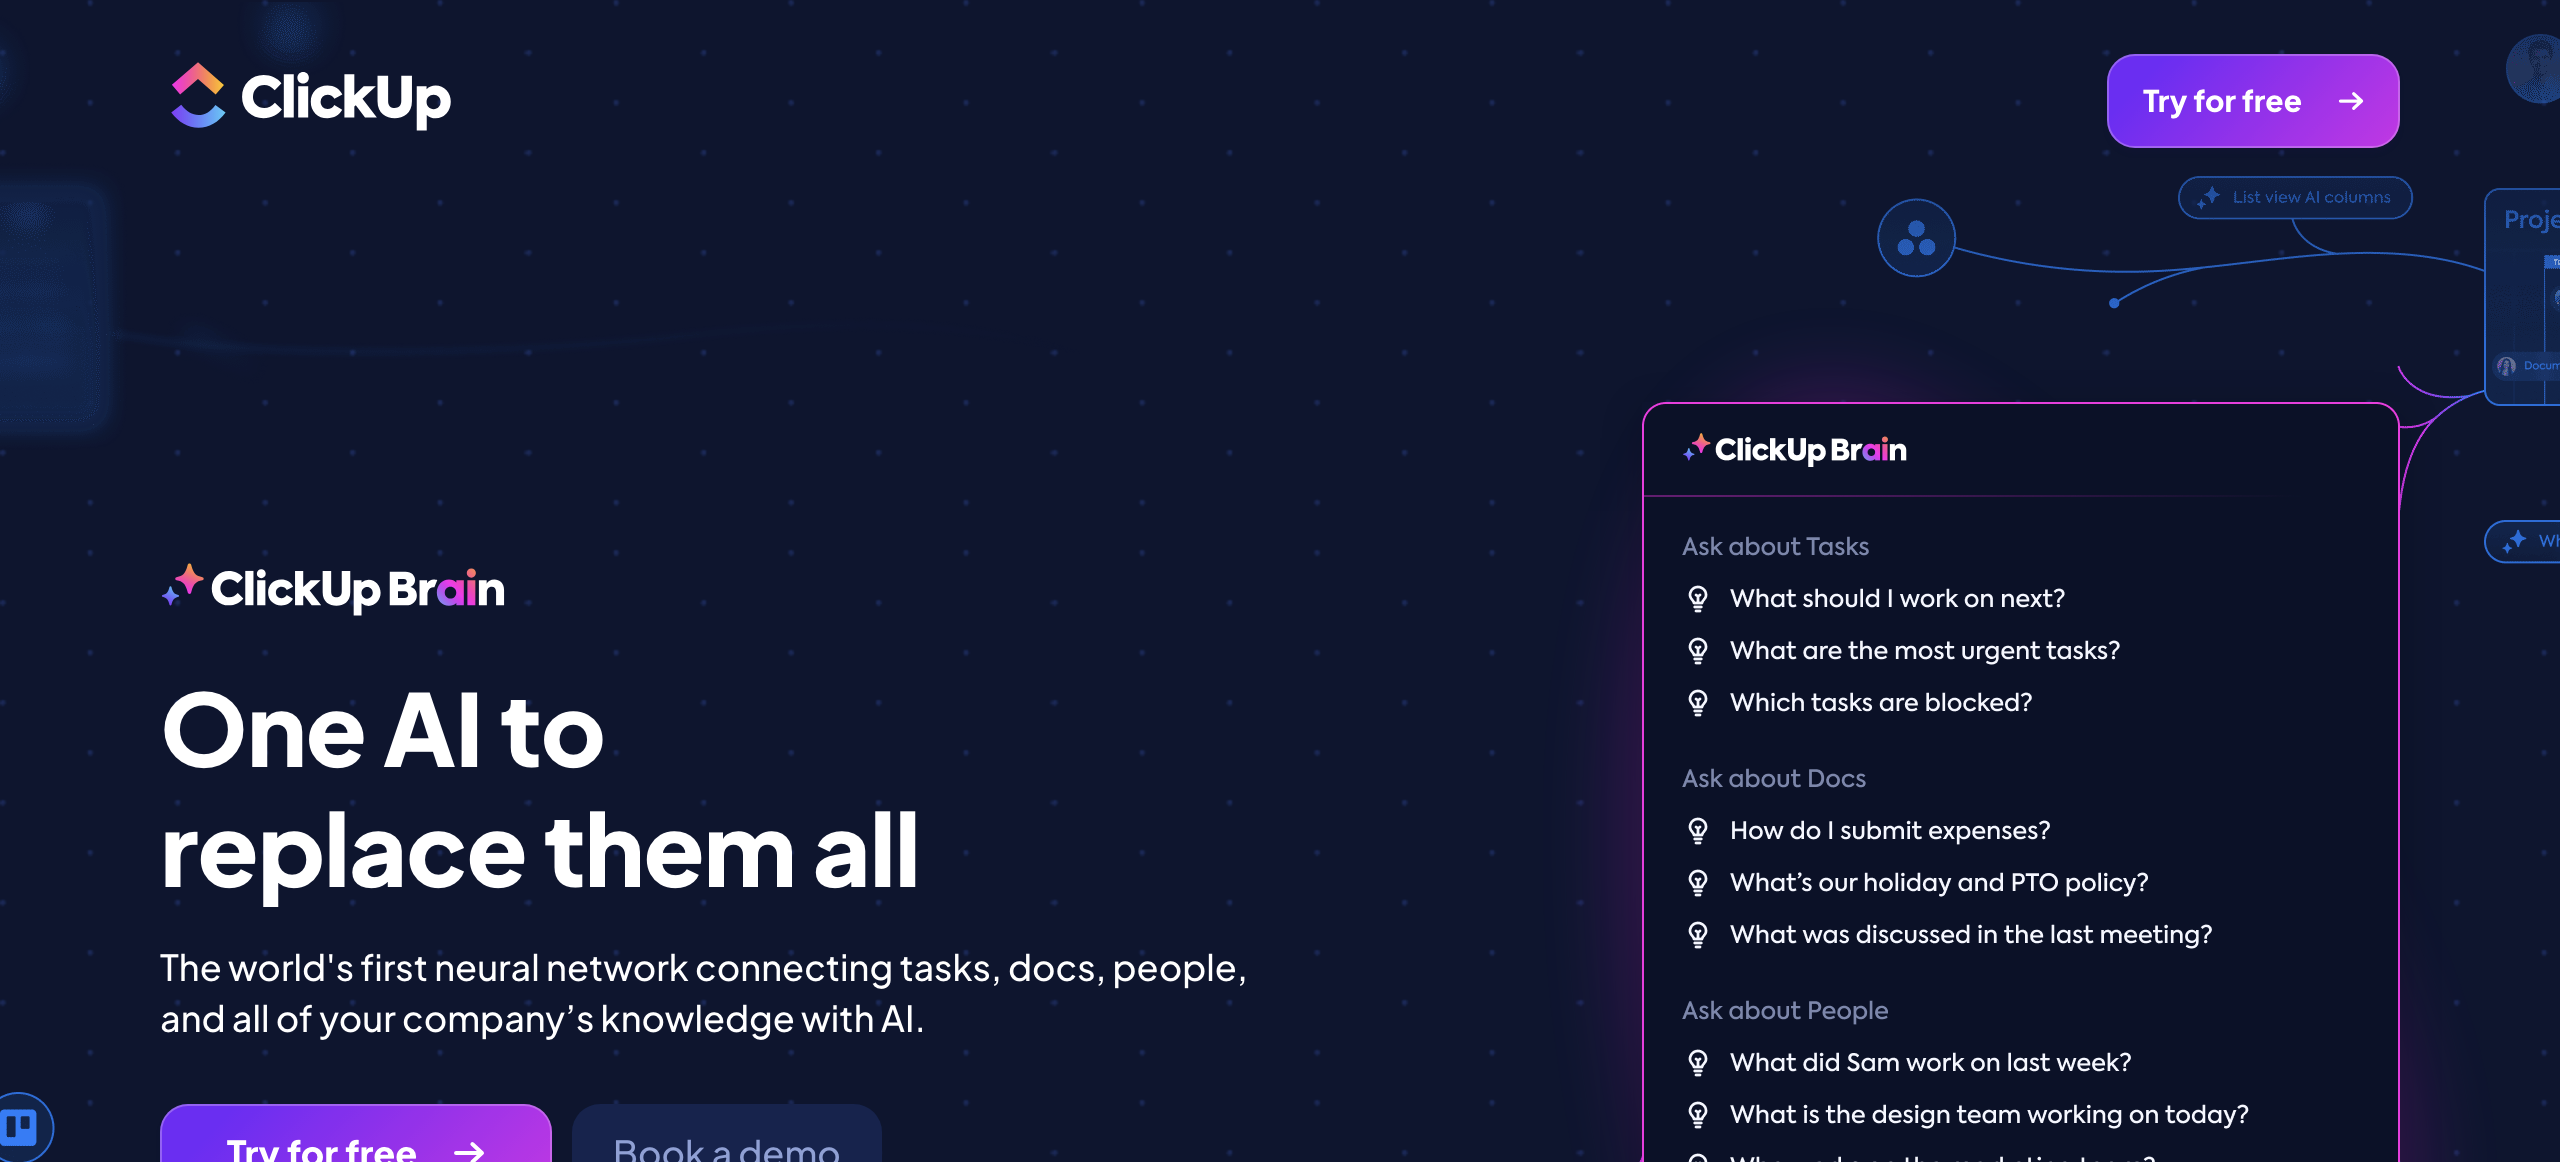 ClickUp
Try for free
List view AI columns
ClickUp Brain
One AI to
replace them all
The world's first neural network connecting tasks, docs, people,
and all of your company’s knowledge with AI.
Try for free
Book a demo
ClickUp Brain
Ask about Tasks
What should I work on next?
What are the most urgent tasks?
Which tasks are blocked?
Ask about Docs
How do I submit expenses?
What’s our holiday and PTO policy?
What was discussed in the last meeting?
Ask about People
What did Sam work on last week?
What is the design team working on today?